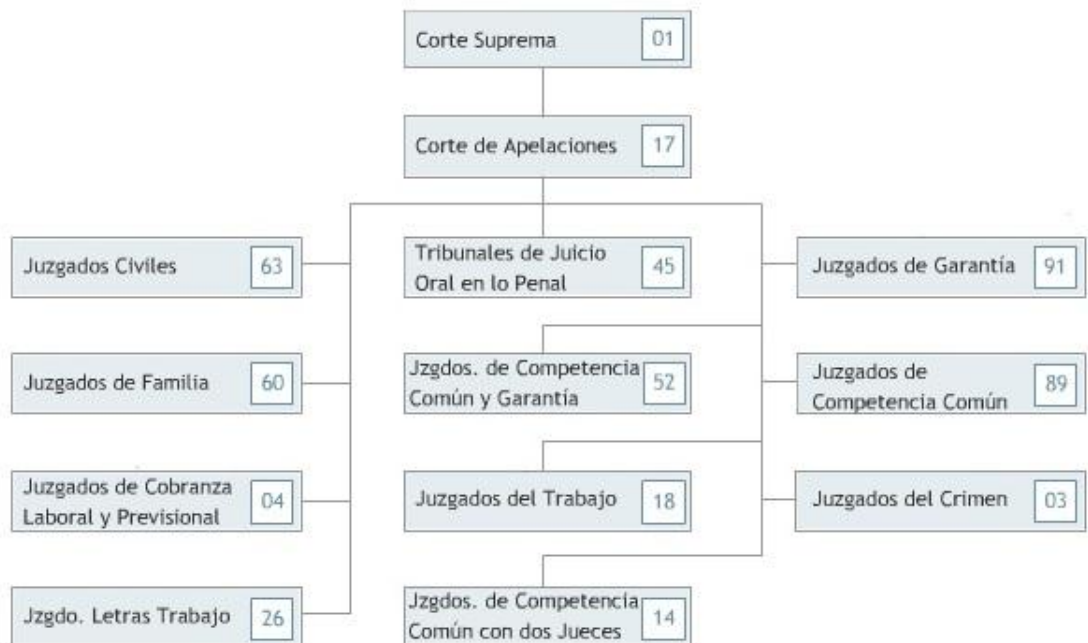 Corte Suprema 01
Corte de Apelaciones 17
Juzgados Civiles 63
Tribunales de Juicio
Oral en lo Penal 45
Juzgados de Garantía 91
Juzgados de Familia 60
Jzgdos. de Competencia
Común y Garantía 52
Juzgados de
Competencia Común 89
Juzgados de Cobranza
Laboral y Previsional 04
Juzgados del Trabajo 18
Juzgados del Crimen 03
Jzgdo. Letras Trabajo 26
Jzgdos. de Competencia
Común con dos Jueces 14